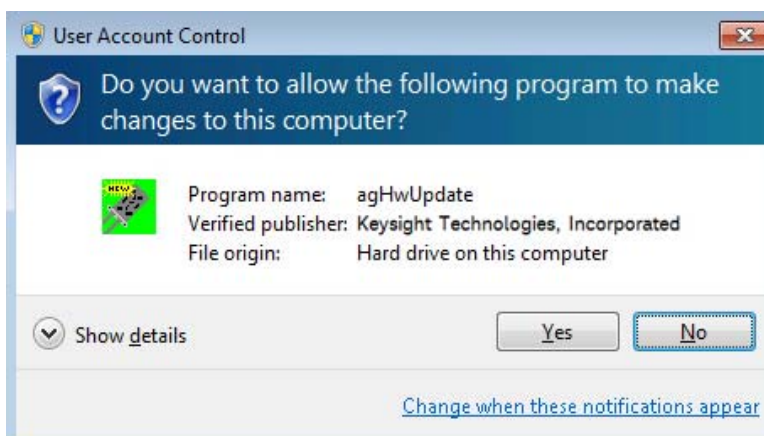 User Account Control
Do you want to allow the following program to make
changes to this computer?
NEW
Program name: agHwUpdate
Verified publisher: Keysight Technologies, Incorporated
File origin: Hard drive on this computer
Show details
Yes
No
Change when these notifications appear